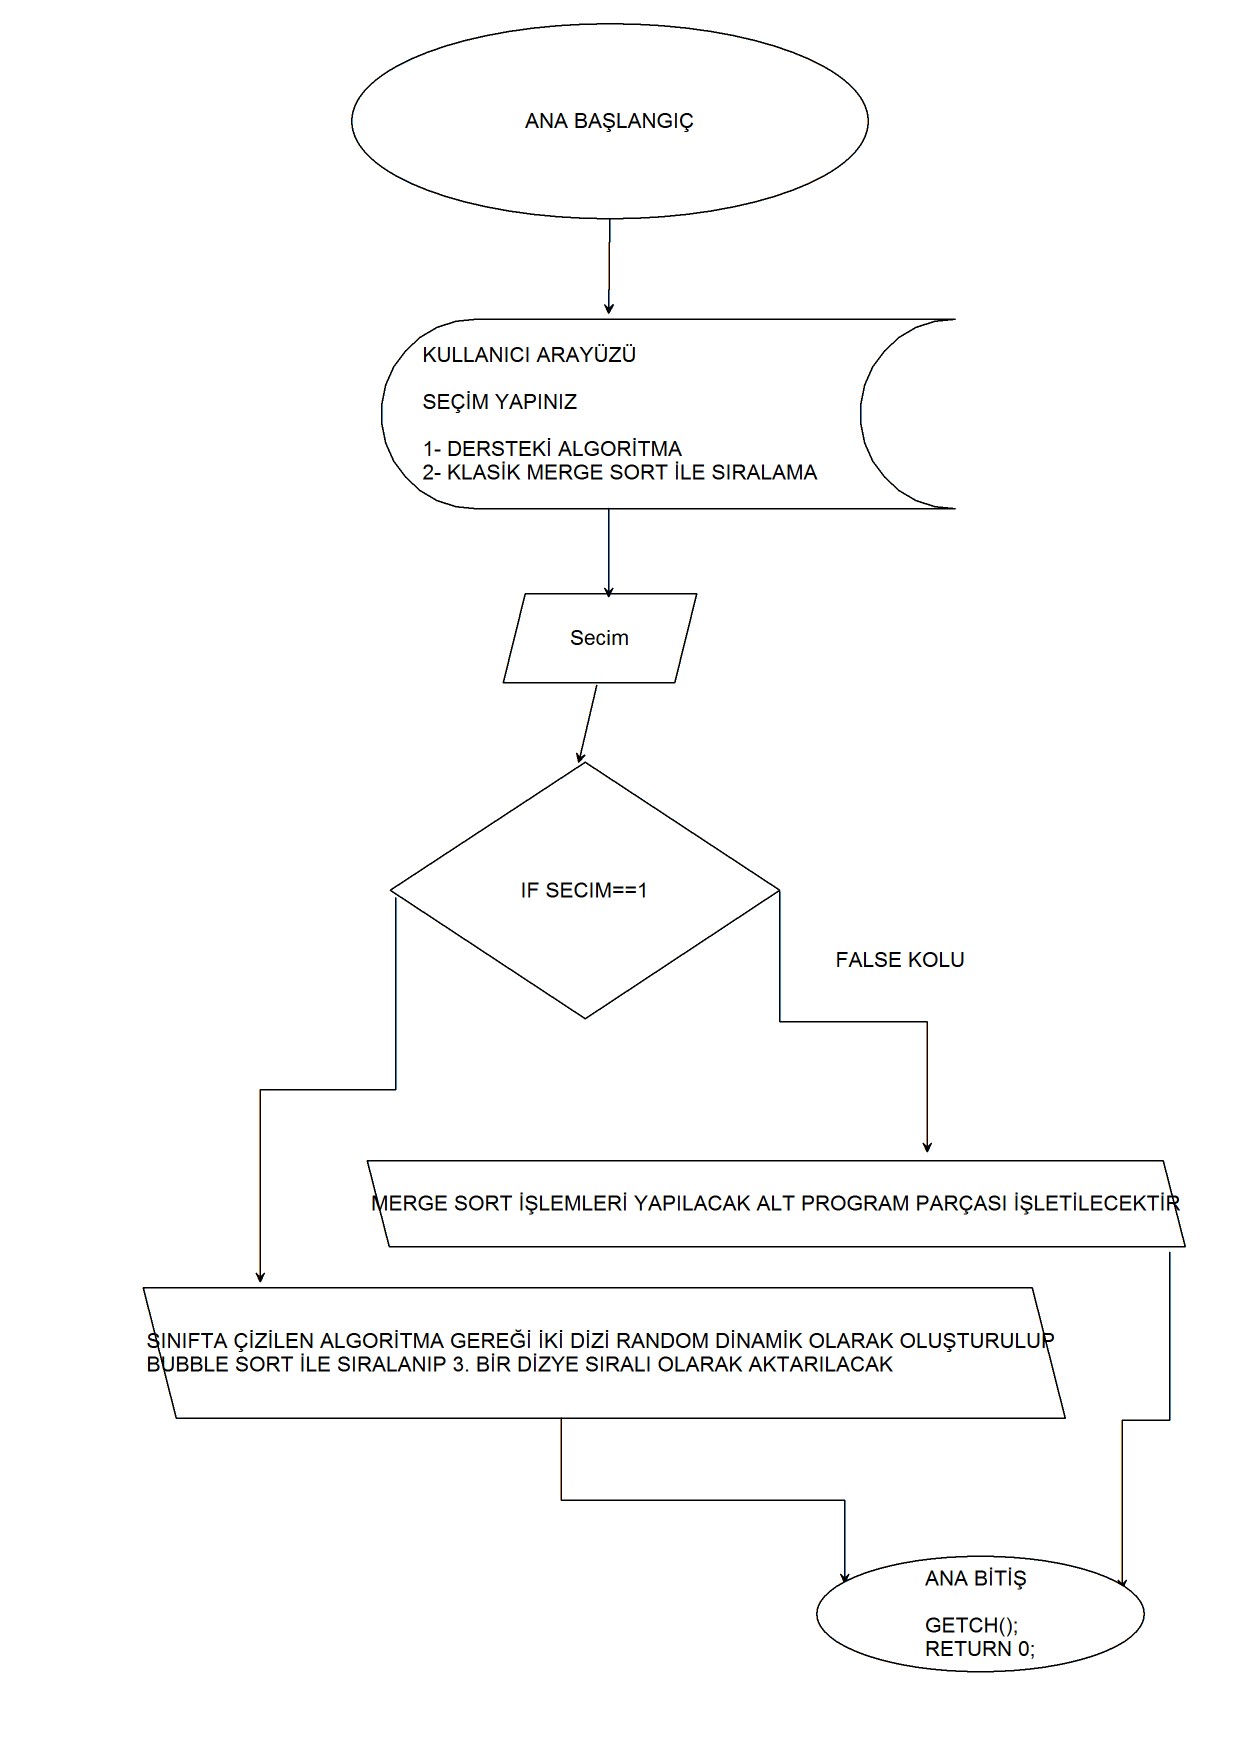 ANA BAŞLANGIÇ
KULLANICI ARAYÜZÜ
SEÇİM YAPINIZ
1- DERSTEKİ ALGORİTMA
2- KLASİK MERGE SORT İLE SIRALAMA
Secim
IF SECIM==1
FALSE KOLU
MERGE SORT İŞLEMLERİ YAPILACAK ALT PROGRAM PARÇASI İŞLETİLECEKTİR
SINIFTA ÇİZİLEN ALGORİTMA GEREĞİ İKİ DİZİ RANDOM DİNAMİK OLARAK OLUŞTURULUP
BUBBLE SORT İLE SIRALANIP 3. BİR DİZYE SIRALI OLARAK AKTARILACAK
ANA BİTİŞ
GETCH();
RETURN 0;